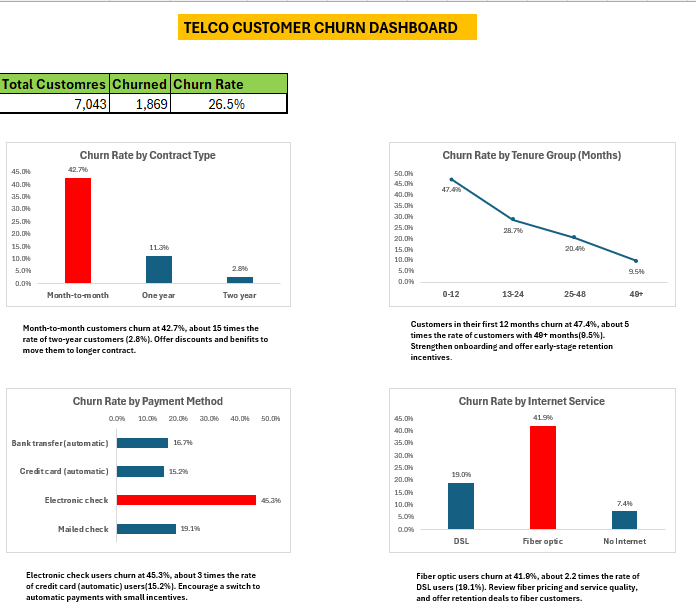 TELCO CUSTOMER CHURN DASHBOARD
Total Customres Churned Churn Rate
7,043 1,869 26.5%
Churn Rate by Contract Type
45.0%
40.0%
35.0%
30.0%
25.0%
20.0%
15.0%
10.0%
5.0%
0.0%
42.7%
11.3%
2.8%
Month-to-month One year Two year
Month-to-month customers churn at 42.7%, about 15 times the
rate of two-year customers (2.8%). Offer discounts and benifits to
move them to longer contract.
Churn Rate by Tenure Group (Months)
50.0%
45.0%
40.0%
35.0%
30.0%
25.0%
20.0%
15.0%
10.0%
5.0%
0.0%
47.4%
28.7%
20.4%
9.5%
0-12 13-24 25-48 49+
Customers in their first 12 months churn at 47.4%, about 5
times the rate of customers with 49+ months(9.5%).
Strengthen onboarding and offer early-stage retention
incentives.
Churn Rate by Payment Method
0.0% 10.0% 20.0% 30.0% 40.0% 50.0%
Bank transfer (automatic) 16.7%
Credit card (automatic) 15.2%
Electronic check 45.3%
Mailed check 19.1%
Electronic check users churn at 45.3%, about 3 times the rate
of credit card (automatic) users(15.2%). Encourage a switch to
automatic payments with small incentives.
Churn Rate by Internet Service
45.0%
40.0%
35.0%
30.0%
25.0%
20.0%
15.0%
10.0%
5.0%
0.0%
19.0%
41.9%
7.4%
DSL Fiber optic No Internet
Fiber optic users churn at 41.9%, about 2.2 times the rate of
DSL users (19.1%). Review fiber pricing and service quality,
and offer retention deals to fiber customers.